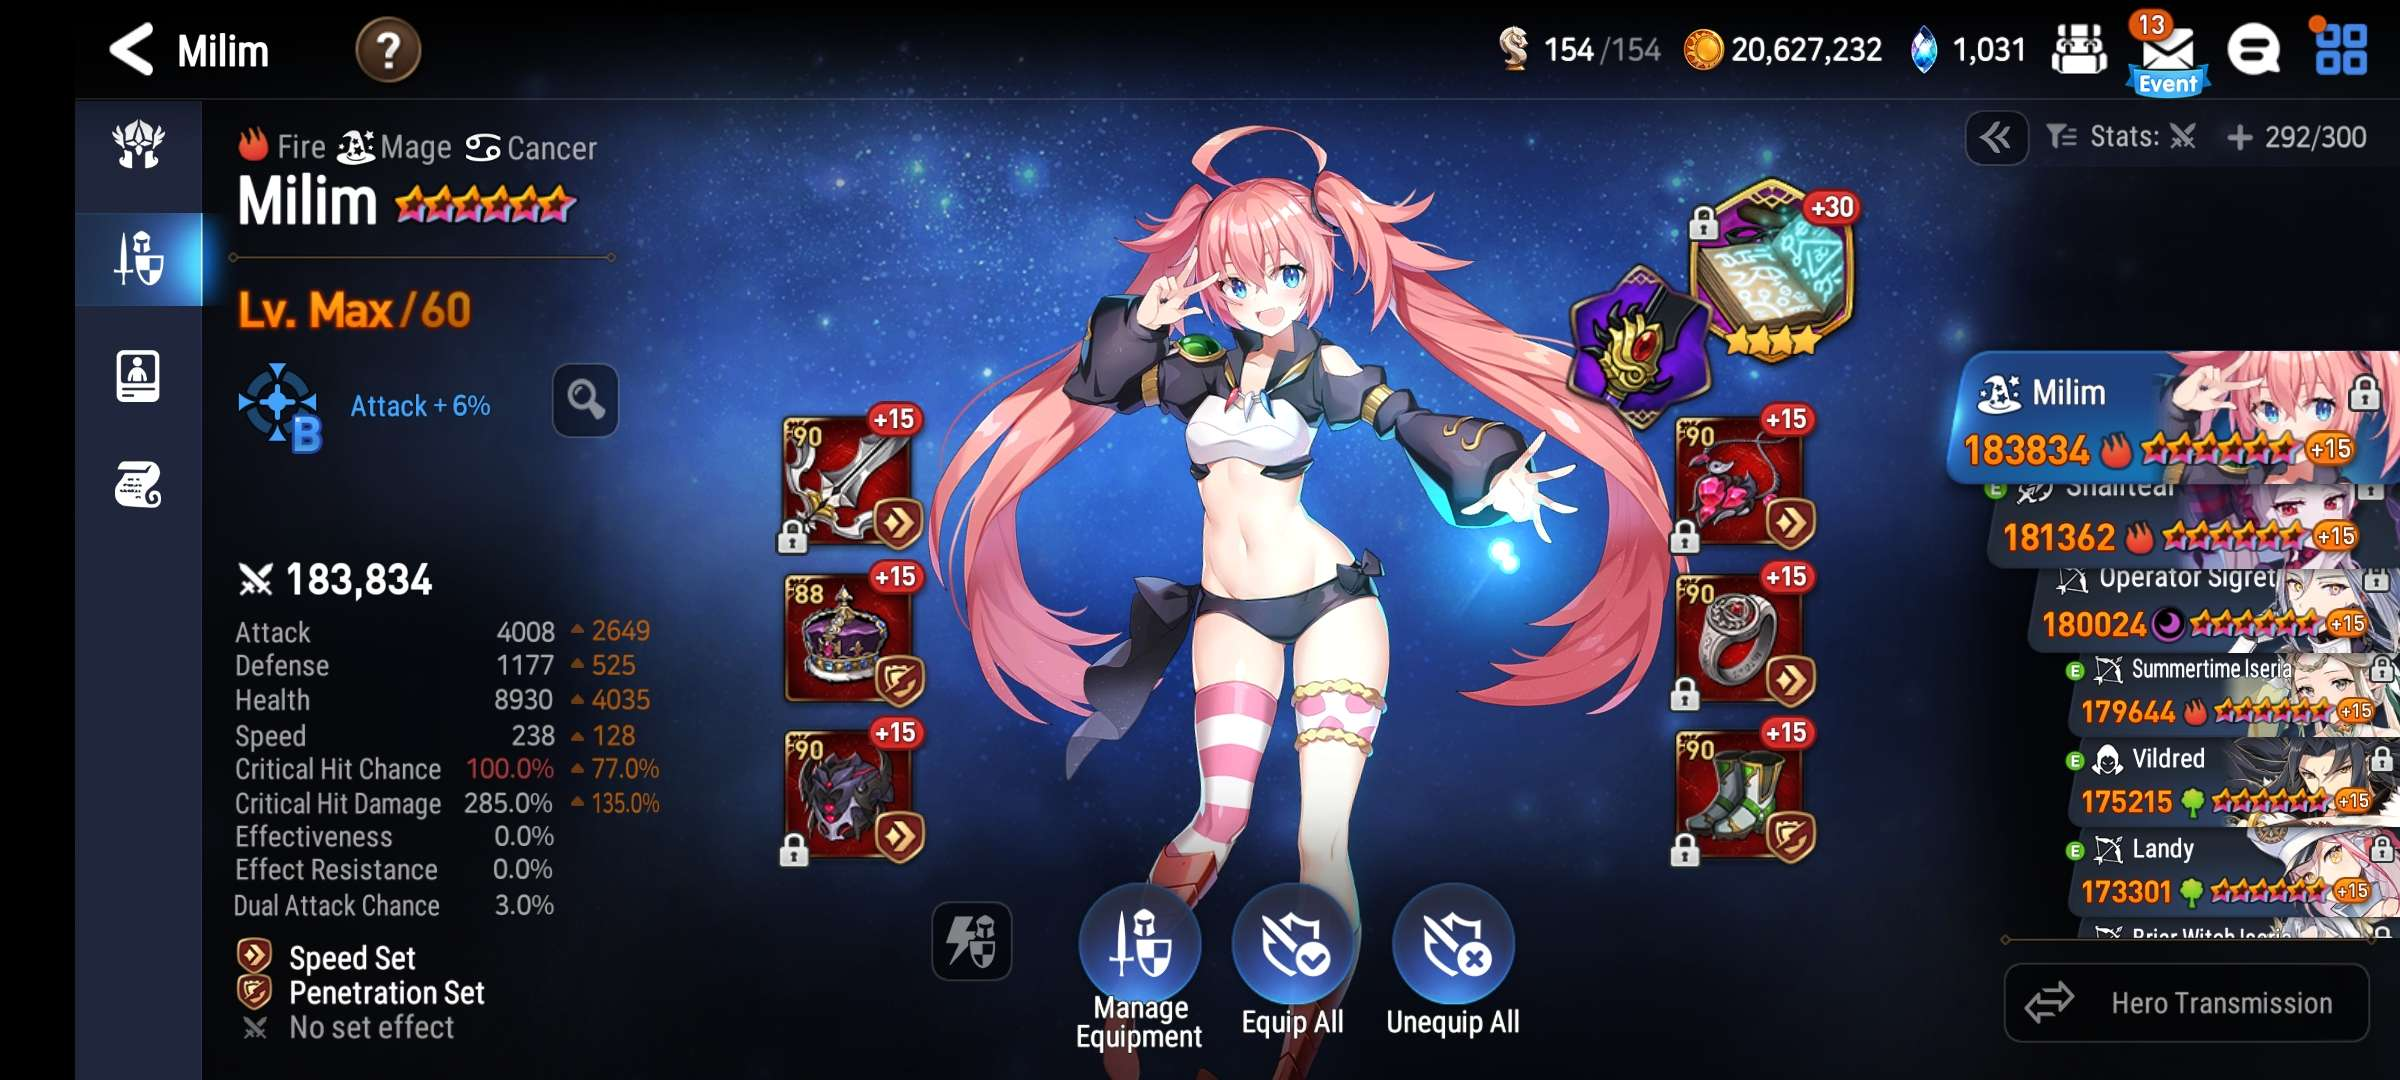 Milim
?
154/154
20,627,232
1,031
13
Event
Fire Mage Cancer
Milim
Lv. Max/60
B
Attack + 6%
183,834
Attack 4008 2649
Defense 1177 525
Health 8930 4035
Speed 238 128
Critical Hit Chance 100.0% 77.0%
Critical Hit Damage 285.0% 135.0%
Effectiveness 0.0%
Effect Resistance 0.0%
Dual Attack Chance 3.0%
Speed Set
Penetration Set
No set effect
90 +15
88 +15
90 +15
+30
90 +15
90 +15
90 +15
Manage Equipment
Equip All
Unequip All
Stats: + 292/300
Milim
183834 +15
E Shalltear
181362 +15
Operator Sigret
180024 +15
E Summertime Iseria
179644 +15
E Vildred
175215 +15
E Landy
173301 +15
Briar Witch Iseria
Hero Transmission